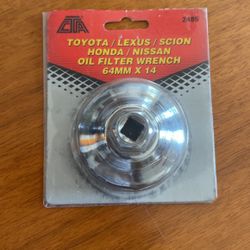 CTA
2485
TOYOTA / LEXUS / SCION
HONDA / NISSAN
OIL FILTER WRENCH
64MM X 14